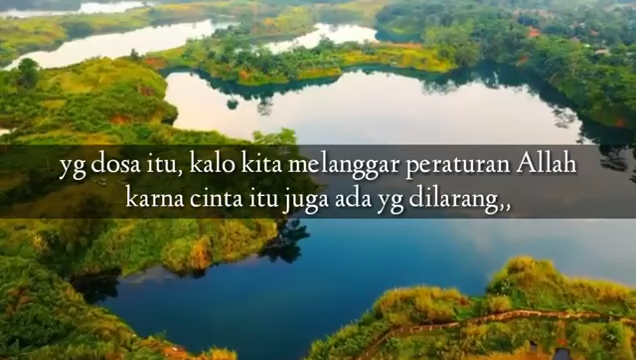 yg dosa itu, kalo kita melanggar peraturan Allah
karna cinta itu juga ada yg dilarang,,